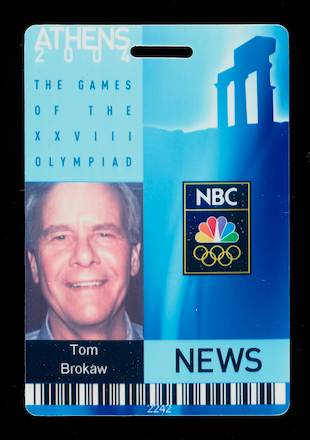 ATHENS
2004
THE GAMES
OF THE
XXVIII
OLYMPIAD
NBC
Tom
Brokaw
NEWS
2242